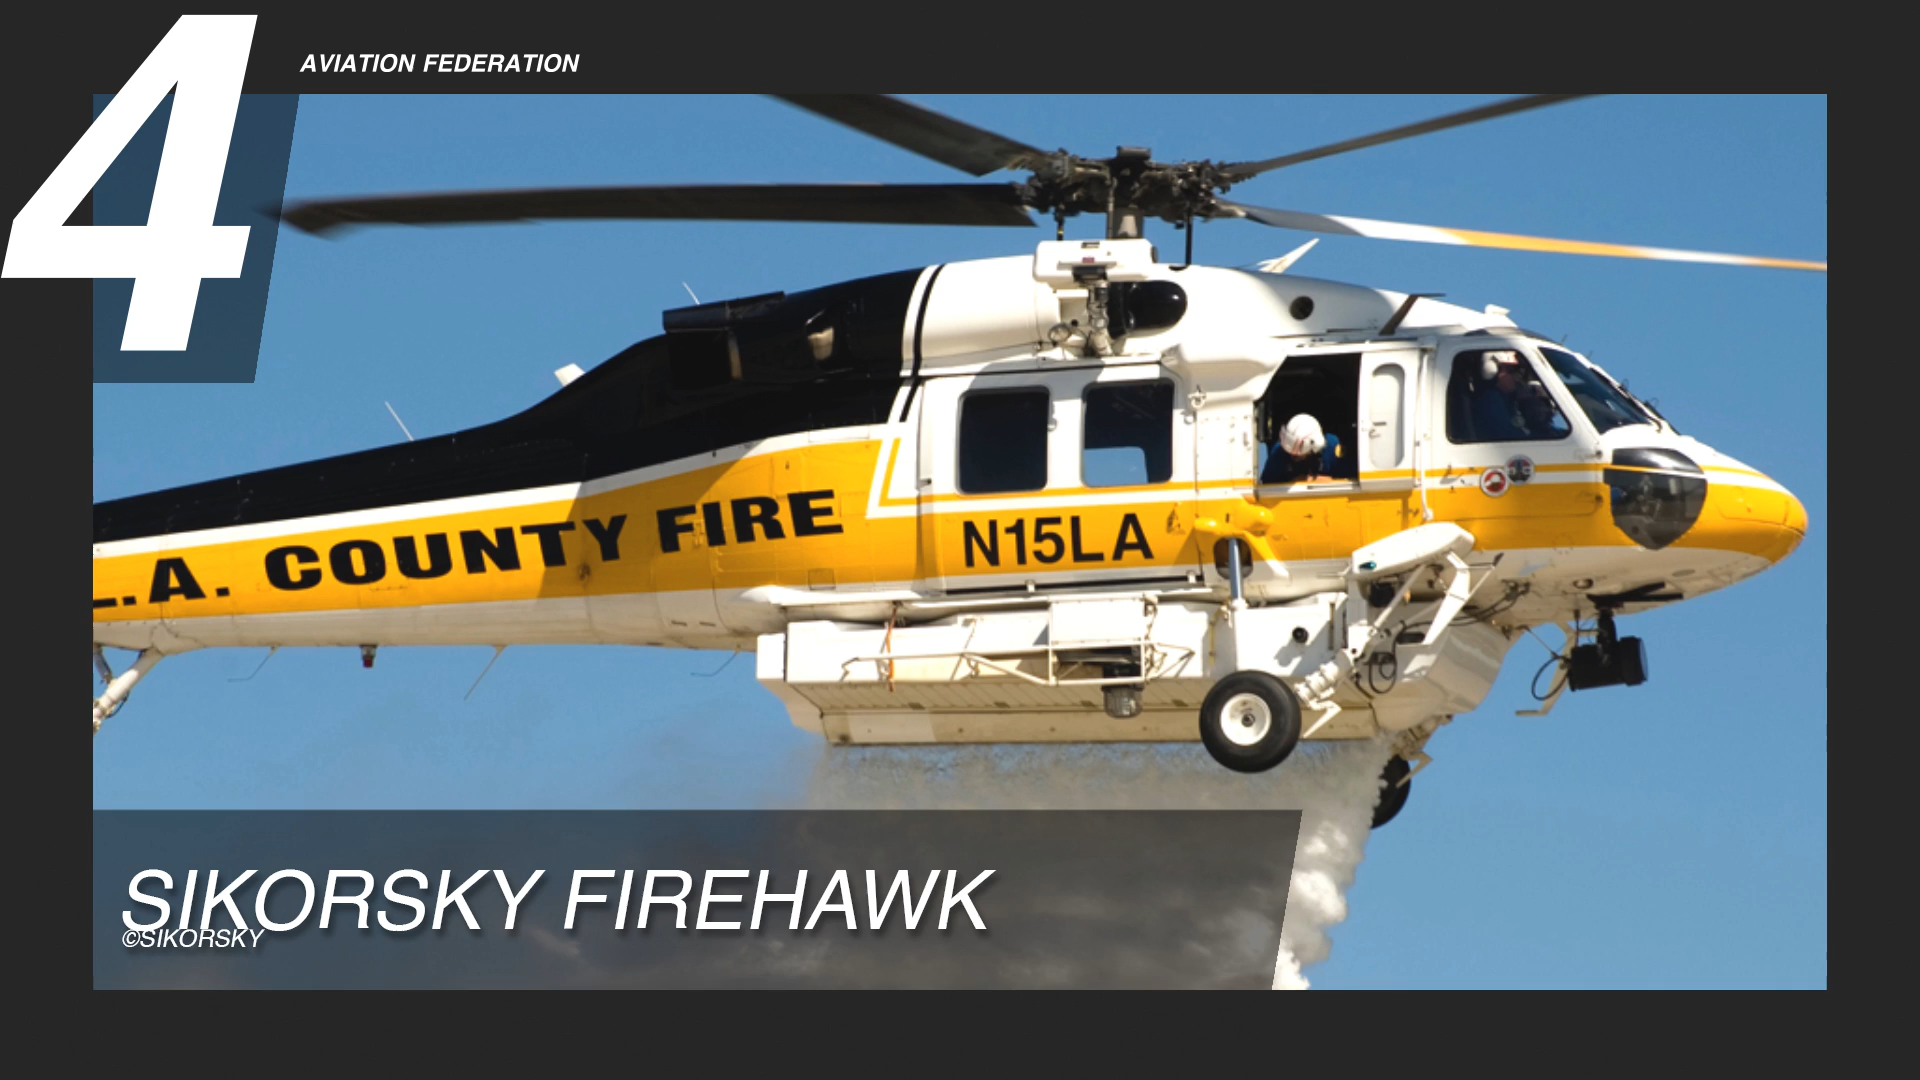 4
AVIATION FEDERATION
L.A. COUNTY FIRE
N15LA
SIKORSKY FIREHAWK
©SIKORSKY